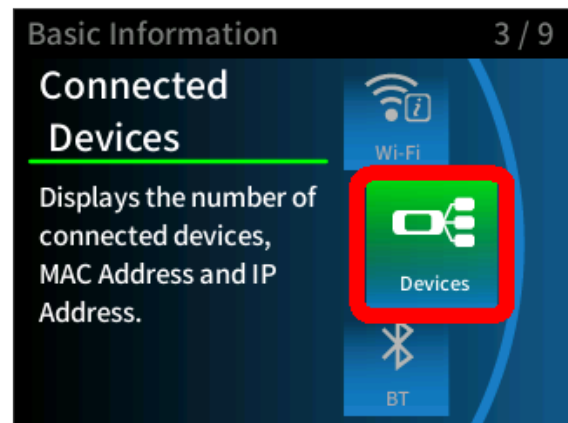 Basic Information 3 / 9
Connected
Devices
Displays the number of
connected devices,
MAC Address and IP
Address.
Wi-Fi
Devices
BT